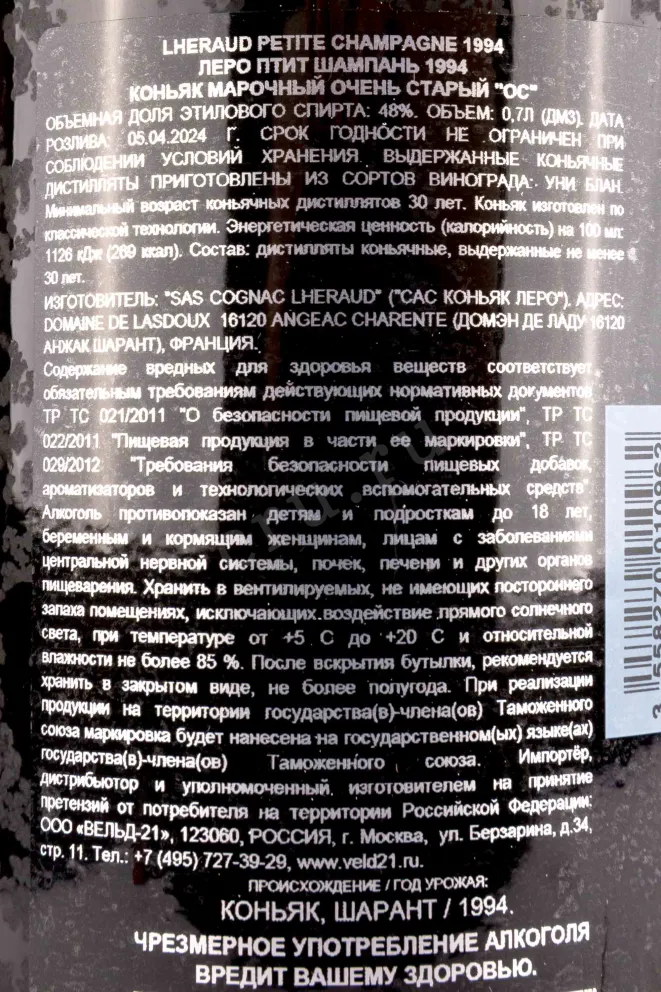 LHERAUD PETITE CHAMPAGNE 1994
ЛЕРО ПТИТ ШАМПАНЬ 1994
КОНЬЯК МАРОЧНЫЙ ОЧЕНЬ СТАРЫЙ "ОС"
ОБЪЕМНАЯ ДОЛЯ ЭТИЛОВОГО СПИРТА: 48%. ОБЪЕМ: 0,7Л (ДМ3). ДАТА
РОЗЛИВА: 05.04.2024 Г. СРОК ГОДНОСТИ НЕ ОГРАНИЧЕН ПРИ
СОБЛЮДЕНИИ УСЛОВИЙ ХРАНЕНИЯ. ВЫДЕРЖАННЫЕ КОНЬЯЧНЫЕ
ДИСТИЛЛЯТЫ ПРИГОТОВЛЕНЫ ИЗ СОРТОВ ВИНОГРАДА: УНИ БЛАН.
Минимальный возраст коньячных дистиллятов 30 лет. Коньяк изготовлен по
классической технологии. Энергетическая ценность (калорийность) на 100 мл:
1126 кДж (269 ккал). Состав: дистилляты коньячные, выдержанные не менее
30 лет.
ИЗГОТОВИТЕЛЬ: "SAS COGNAC LHERAUD" ("САС КОНЬЯК ЛЕРО"). АДРЕС:
DOMAINE DE LASDOUX 16120 ANGEAC CHARENTE (ДОМЭН ДЕ ЛАДУ 16120
АНЖАК ШАРАНТ), ФРАНЦИЯ.
Содержание вредных для здоровья веществ соответствует
обязательным требованиям действующих нормативных документов
ТР ТС 021/2011 "О безопасности пищевой продукции", ТР ТС
022/2011 "Пищевая продукция в части ее маркировки", ТР ТС
029/2012 "Требования безопасности пищевых добавок,
ароматизаторов и технологических вспомогательных средств"
Алкоголь противопоказан детям и подросткам до 18 лет,
беременным и кормящим женщинам, лицам с заболеваниями
центральной нервной системы, почек, печени и других органов
пищеварения. Хранить в вентилируемых, не имеющих постороннего
запаха помещениях, исключающих воздействие прямого солнечного
света, при температуре от +5 С до +20 С и относительной
влажности не более 85 %. После вскрытия бутылки, рекомендуется
хранить в закрытом виде, не более полугода. При реализации
продукции на территории государства(в)-члена(ов) Таможенного
союза маркировка будет нанесена на государственном(ых) языке(ах)
государства(в)-члена(ов) Таможенного союза. Импортёр,
дистрибьютор и уполномоченный изготовителем на принятие
претензий от потребителя на территории Российской Федерации:
ООО «ВЕЛЬД-21», 123060, РОССИЯ, г. Москва, ул. Берзарина, д.34,
стр. 11. Тел.: +7 (495) 727-39-29, www.veld21.ru.
ПРОИСХОЖДЕНИЕ / ГОД УРОЖАЯ:
КОНЬЯК, ШАРАНТ / 1994.
ЧРЕЗМЕРНОЕ УПОТРЕБЛЕНИЕ АЛКОГОЛЯ
ВРЕДИТ ВАШЕМУ ЗДОРОВЬЮ.